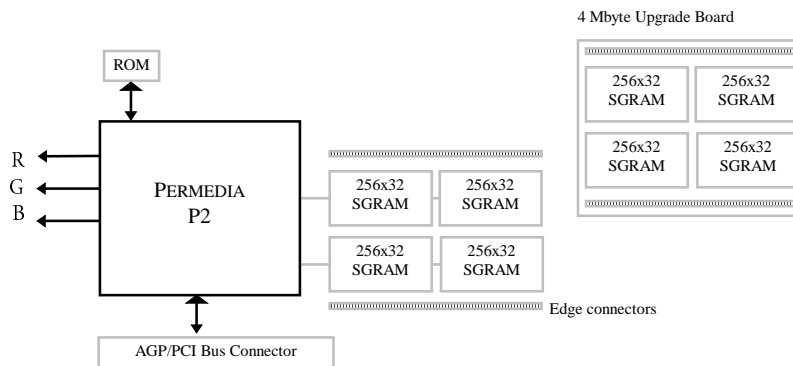 4 Mbyte Upgrade Board
ROM
256x32
SGRAM
256x32
SGRAM
256x32
SGRAM
256x32
SGRAM
R
G
B
PERMEDIA
P2
256x32
SGRAM
256x32
SGRAM
256x32
SGRAM
256x32
SGRAM
Edge connectors
AGP/PCI Bus Connector